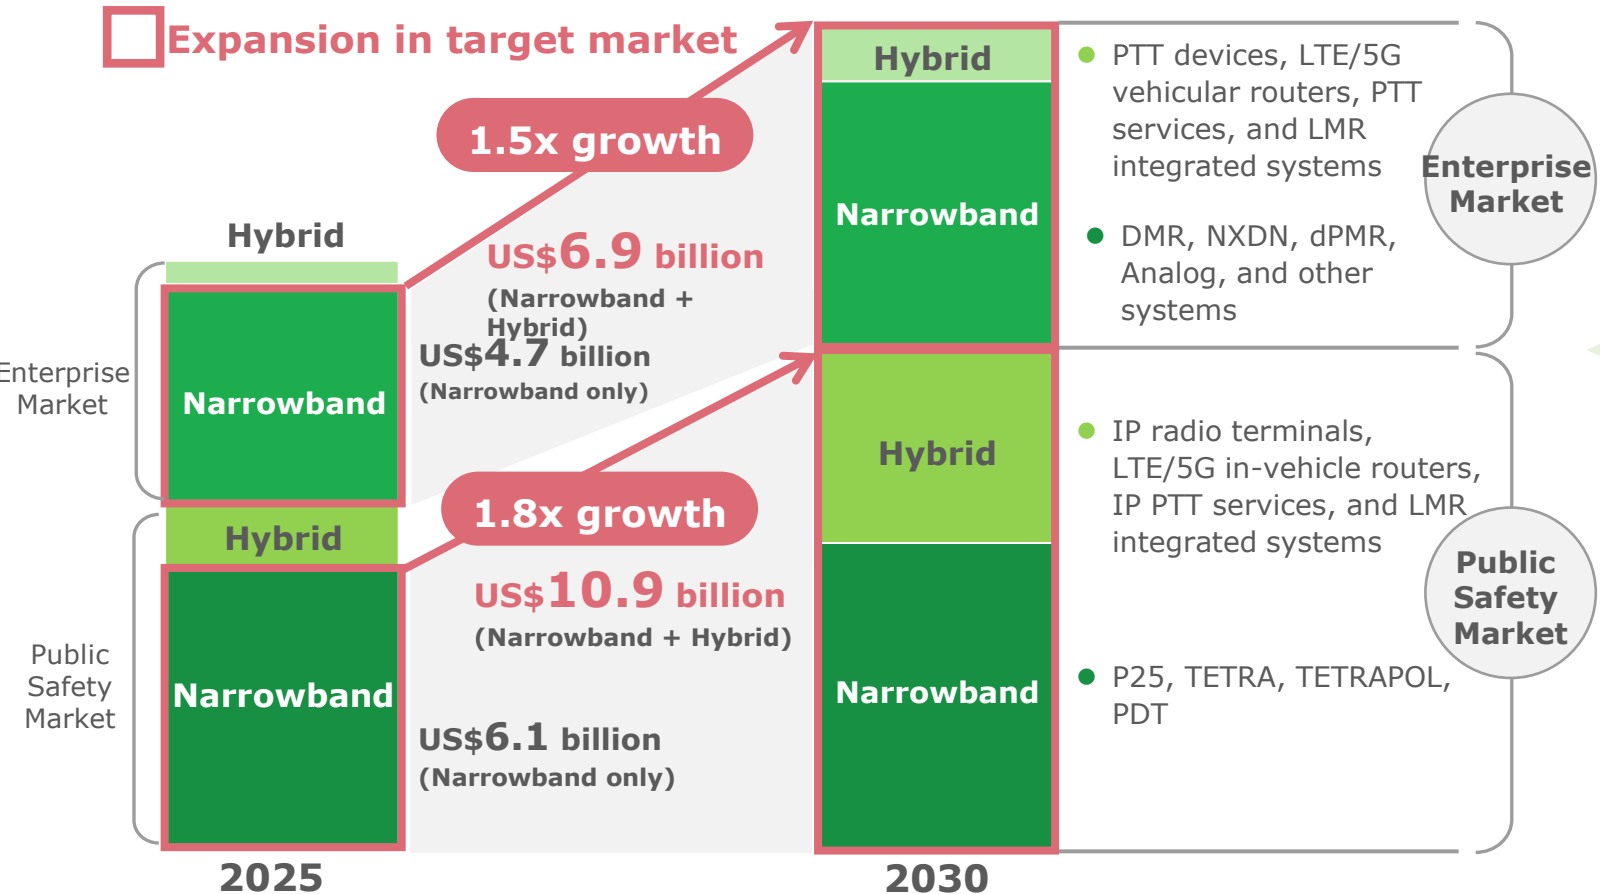 Expansion in target market
1.5x growth
Hybrid
US$6.9 billion
(Narrowband +
Hybrid)
US$4.7 billion
(Narrowband only)
Enterprise
Market
Narrowband
Hybrid
1.8x growth
US$10.9 billion
(Narrowband + Hybrid)
Public
Safety
Market
Narrowband
US$6.1 billion
(Narrowband only)
2025
Hybrid
Narrowband
Hybrid
Narrowband
2030
PTT devices, LTE/5G
vehicular routers, PTT
services, and LMR
integrated systems
DMR, NXDN, dPMR,
Analog, and other
systems
Enterprise
Market
IP radio terminals,
LTE/5G in-vehicle routers,
IP PTT services, and LMR
integrated systems
P25, TETRA, TETRAPOL,
PDT
Public
Safety
Market